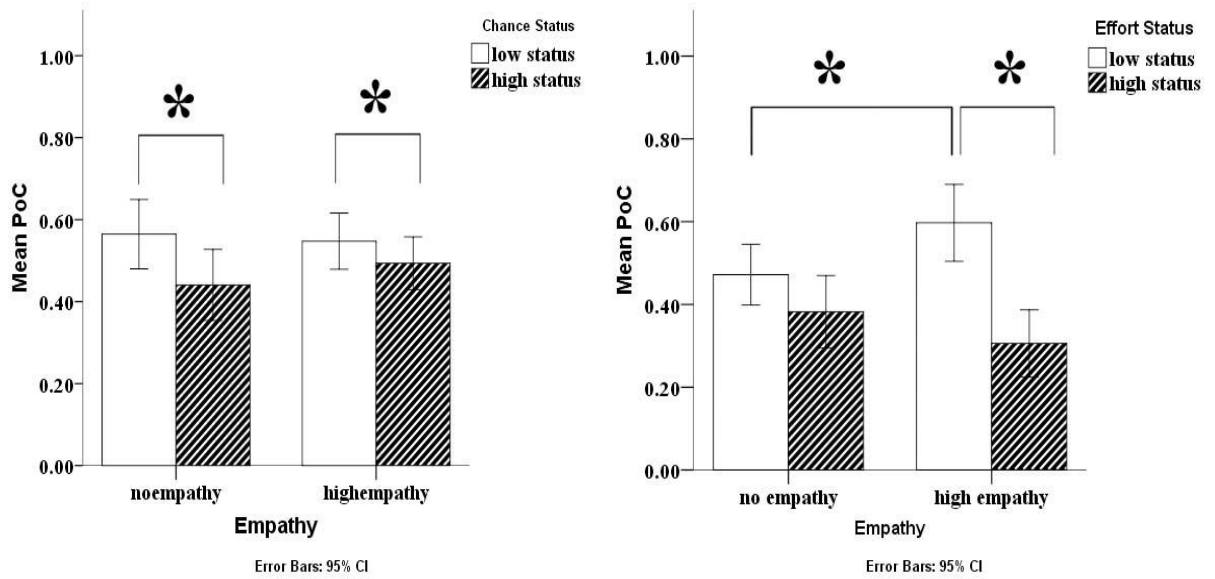 Chance Status
low status
high status
*
*
1.00
0.80
0.60
0.40
0.20
0.00
Mean PoC
noempathy
highempathy
Empathy
Error Bars: 95% CI
Effort Status
low status
high status
*
*
1.00
0.80
0.60
0.40
0.20
0.00
Mean PoC
no empathy
high empathy
Empathy
Error Bars: 95% CI